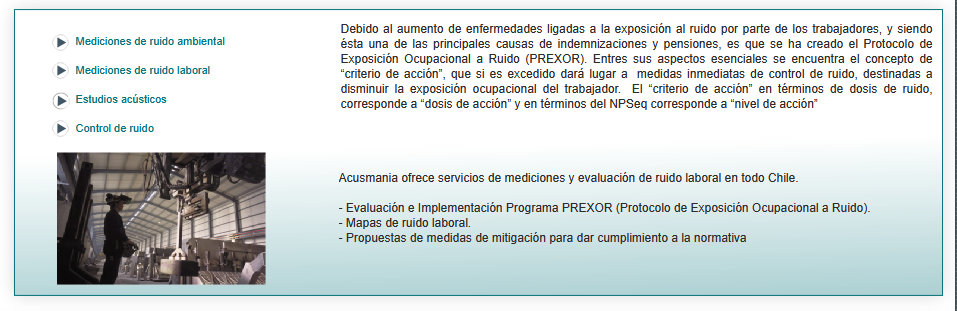 Mediciones de ruido ambiental
Mediciones de ruido laboral
Estudios acústicos
Control de ruido
Debido al aumento de enfermedades ligadas a la exposición al ruido por parte de los trabajadores, y siendo
ésta una de las principales causas de indemnizaciones y pensiones, es que se ha creado el Protocolo de
Exposición Ocupacional a Ruido (PREXOR). Entres sus aspectos esenciales se encuentra el concepto de
“criterio de acción”, que si es excedido dará lugar a  medidas inmediatas de control de ruido, destinadas a
disminuir la exposición ocupacional del trabajador.  El “criterio de acción” en términos de dosis de ruido,
corresponde a “dosis de acción” y en términos del NPSeq corresponde a “nivel de acción”
Acusmania ofrece servicios de mediciones y evaluación de ruido laboral en todo Chile.
- Evaluación e Implementación Programa PREXOR (Protocolo de Exposición Ocupacional a Ruido).
- Mapas de ruido laboral.
- Propuestas de medidas de mitigación para dar cumplimiento a la normativa